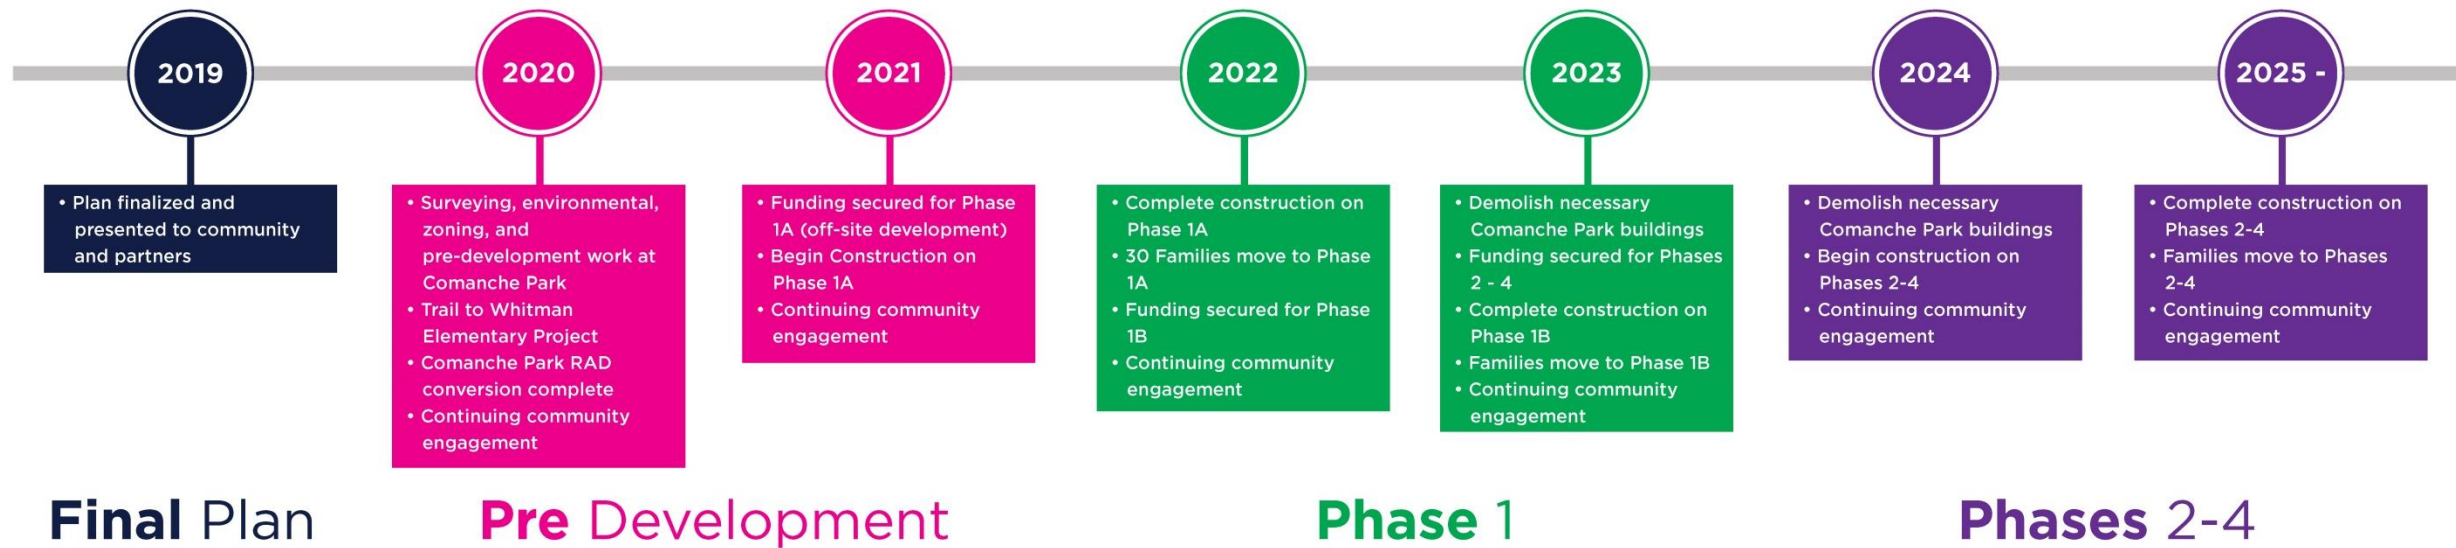 2019
• Plan finalized and
presented to community
and partners
2020
• Surveying, environmental,
zoning, and
pre-development work at
Comanche Park
• Trail to Whitman
Elementary Project
• Comanche Park RAD
conversion complete
• Continuing community
engagement
2021
• Funding secured for Phase
1A (off-site development)
• Begin Construction on
Phase 1A
• Continuing community
engagement
2022
• Complete construction on
Phase 1A
• 30 Families move to Phase
1A
• Funding secured for Phase
1B
• Continuing community
engagement
2023
• Demolish necessary
Comanche Park buildings
• Funding secured for Phases
2 - 4
• Complete construction on
Phase 1B
• Families move to Phase 1B
• Continuing community
engagement
2024
• Demolish necessary
Comanche Park buildings
• Begin construction on
Phases 2-4
• Continuing community
engagement
2025 -
• Complete construction on
Phases 2-4
• Families move to Phases
2-4
• Continuing community
engagement
Final Plan
Pre Development
Phase 1
Phases 2-4